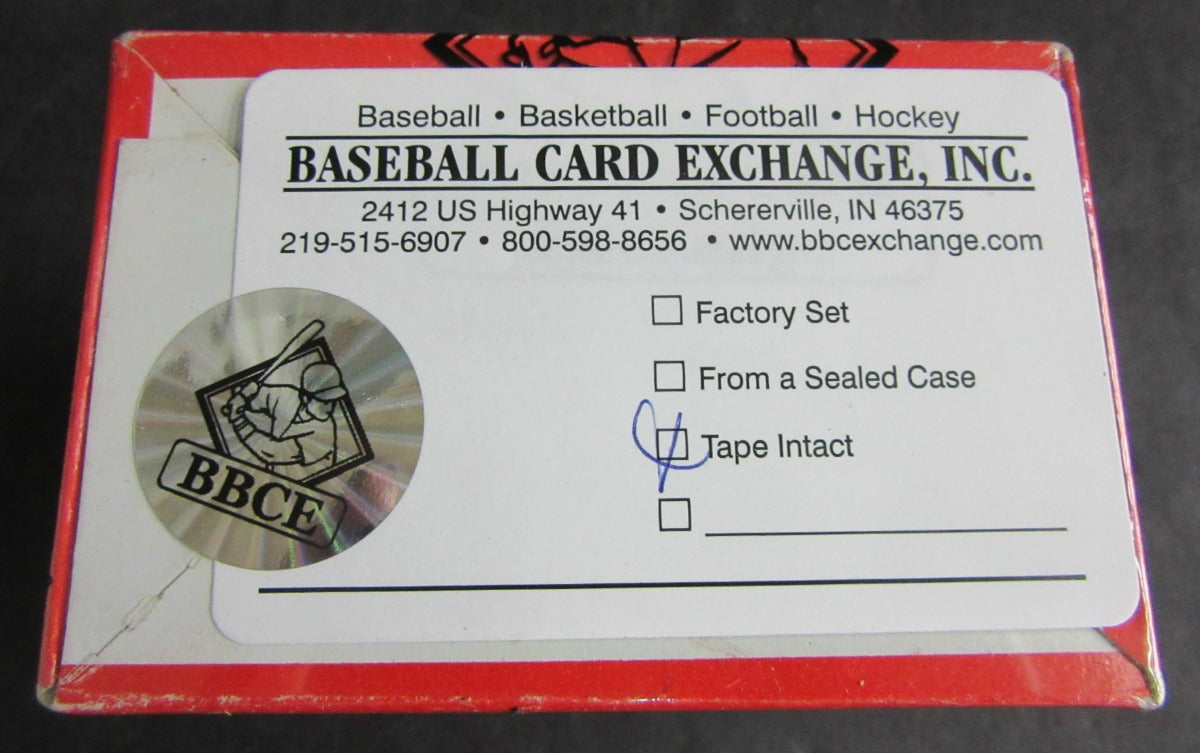 Baseball • Basketball • Football • Hockey
BASEBALL CARD EXCHANGE, INC.
2412 US Highway 41 • Schererville, IN 46375
219-515-6907 • 800-598-8656 • www.bbcexchange.com
Factory Set
From a Sealed Case
Tape Intact
BBCE